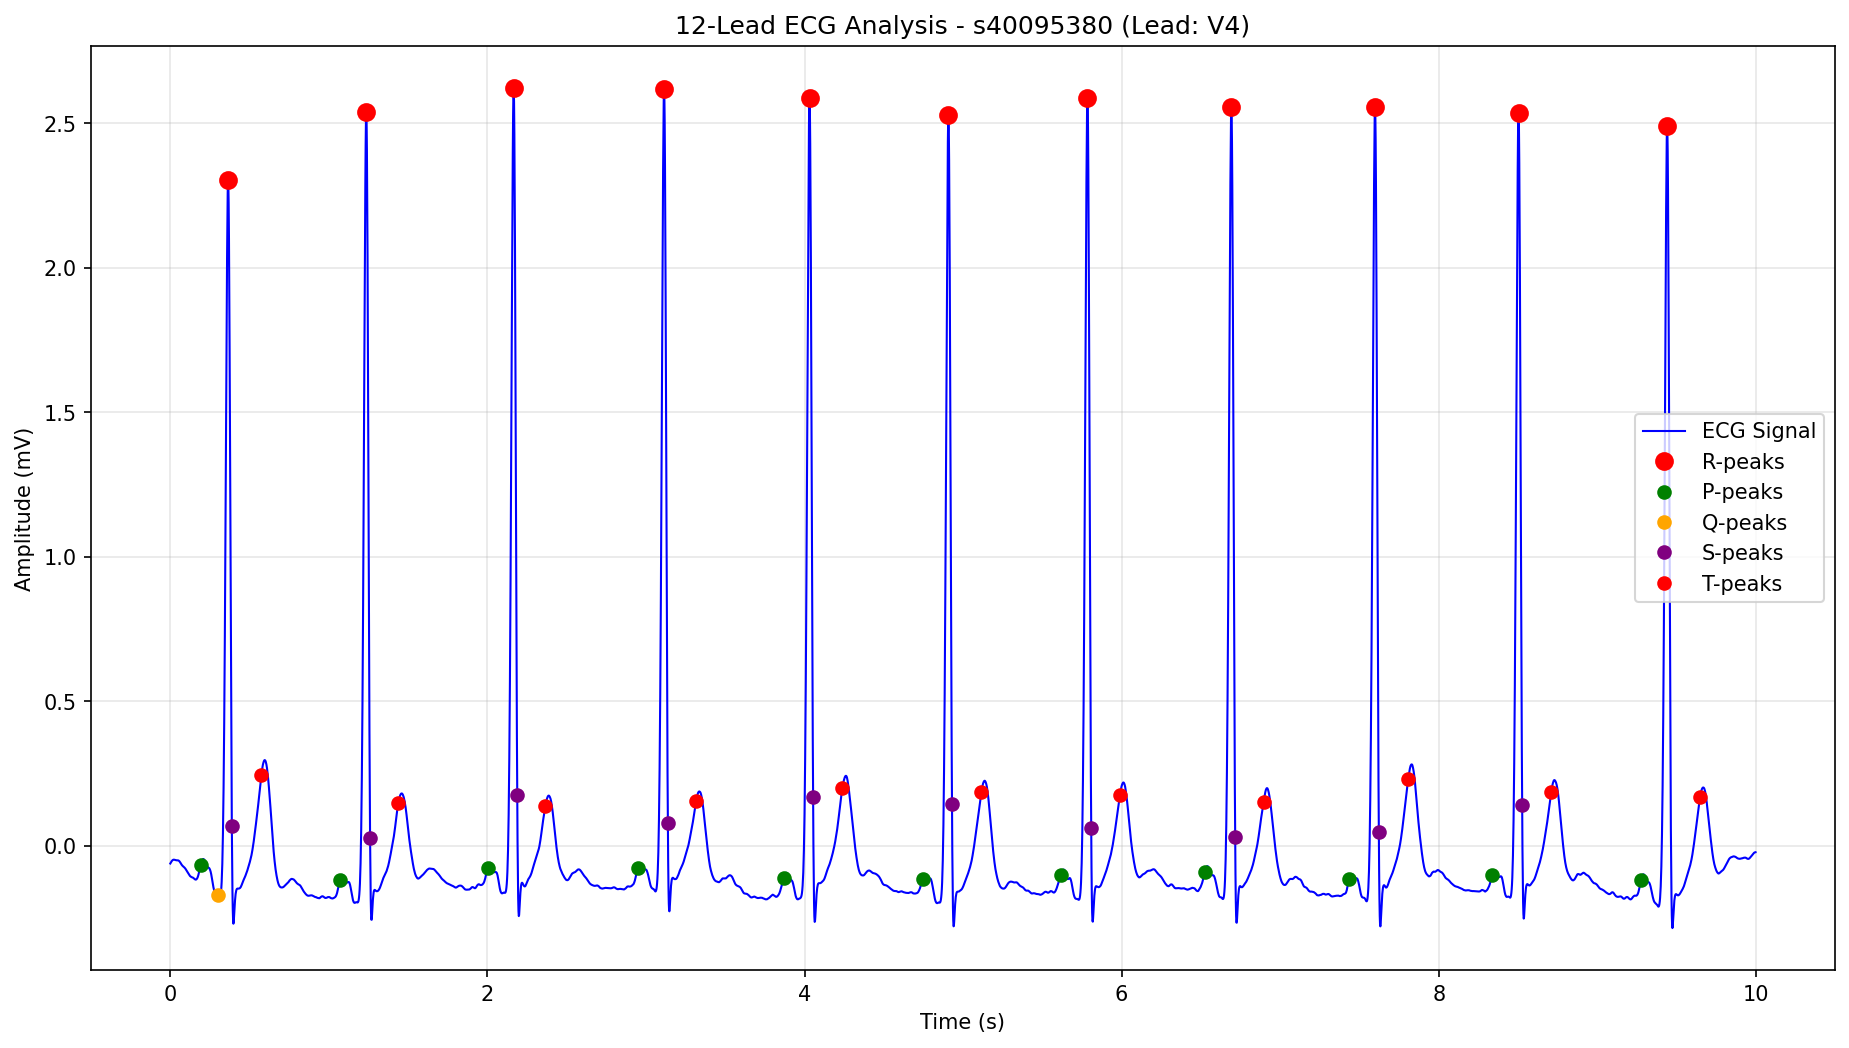 12-Lead ECG Analysis - s40095380 (Lead: V4)
Amplitude (mV)
2.5
2.0
1.5
1.0
0.5
0.0
ECG Signal
R-peaks
P-peaks
Q-peaks
S-peaks
T-peaks
0 2 4 6 8 10
Time (s)